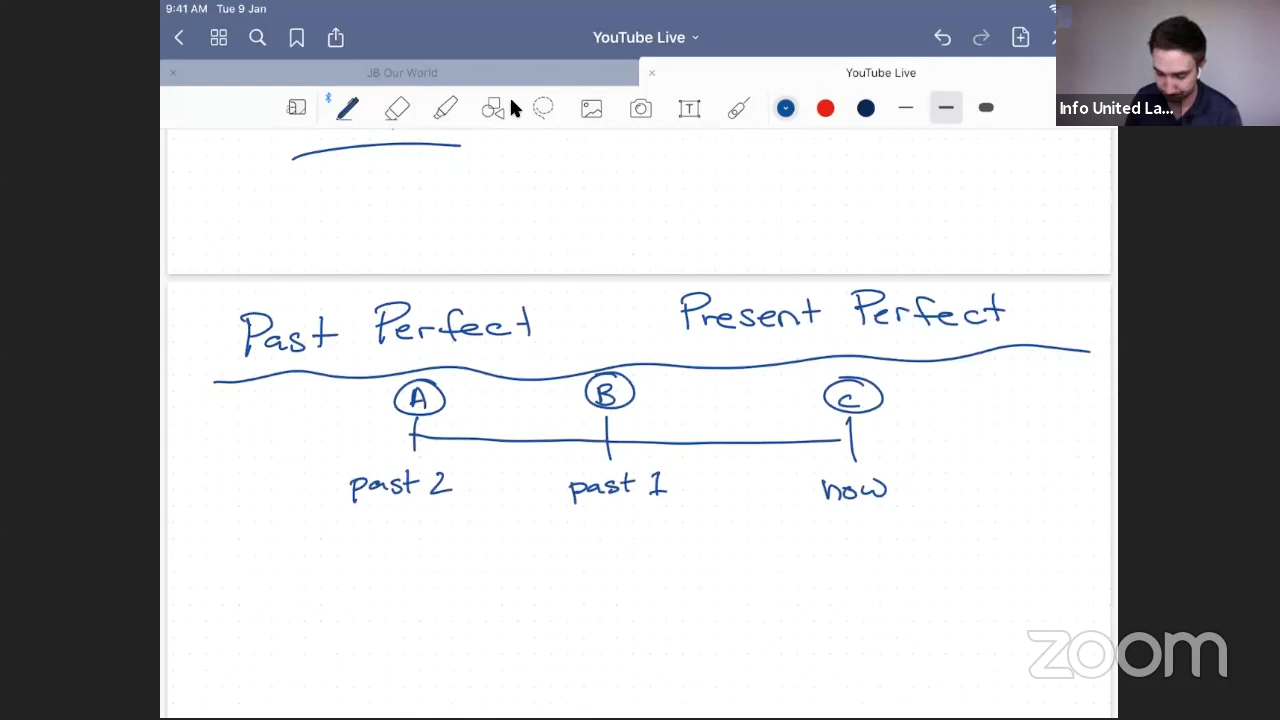 9:41 AM Tue 9 Jan
YouTube Live
JB Our World
YouTube Live
Info United La...
Past Perfect Present Perfect
A B C
past 2 past 1 now
zoom